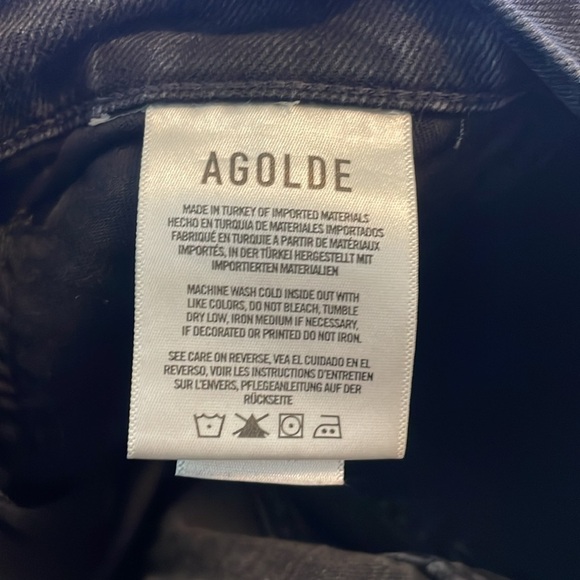 AGOLDE
MADE IN TURKEY OF IMPORTED MATERIALS
HECHO EN TURQUIA DE MATERIALES IMPORTADOS
FABRIQUÉ EN TURQUIE A PARTIR DE MATÉRIAUX
IMPORTÉS, IN DER TÜRKEI HERGESTELLT MIT
IMPORTIERTEN MATERIALIEN
MACHINE WASH COLD INSIDE OUT WITH
LIKE COLORS, DO NOT BLEACH, TUMBLE
DRY LOW, IRON MEDIUM IF NECESSARY,
IF DECORATED OR PRINTED DO NOT IRON.
SEE CARE ON REVERSE, VEA EL CUIDADO EN EL
REVERSO, VOIR LES INSTRUCTIONS D'ENTRETIEN
SUR L'ENVERS, PFLEGEANLEITUNG AUF DER
RÜCKSEITE